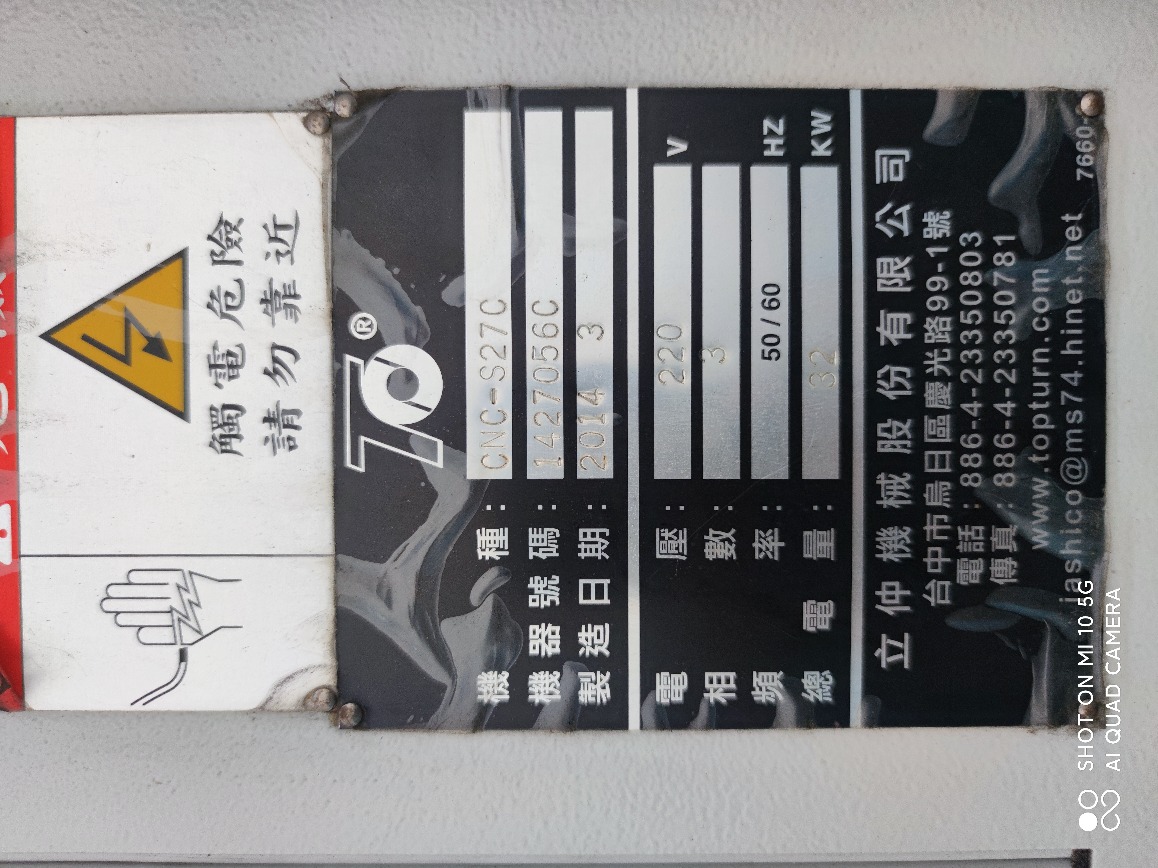 觸電危險
請勿靠近
TO®
機種：CNC-S27C
機器號碼：1427056C
製造日期：2014 3
電壓：220 V
相數：3
頻率：50/60 HZ
總電量：32 KW
立仲機械股份有限公司
台中市烏日區慶光路99-1號
電話：886-4-23350803
傳真：886-4-23350781
www.topturn.com
jashico@ms74.hinet.net
7660-
SHOT ON MI 10 5G
AI QUAD CAMERA